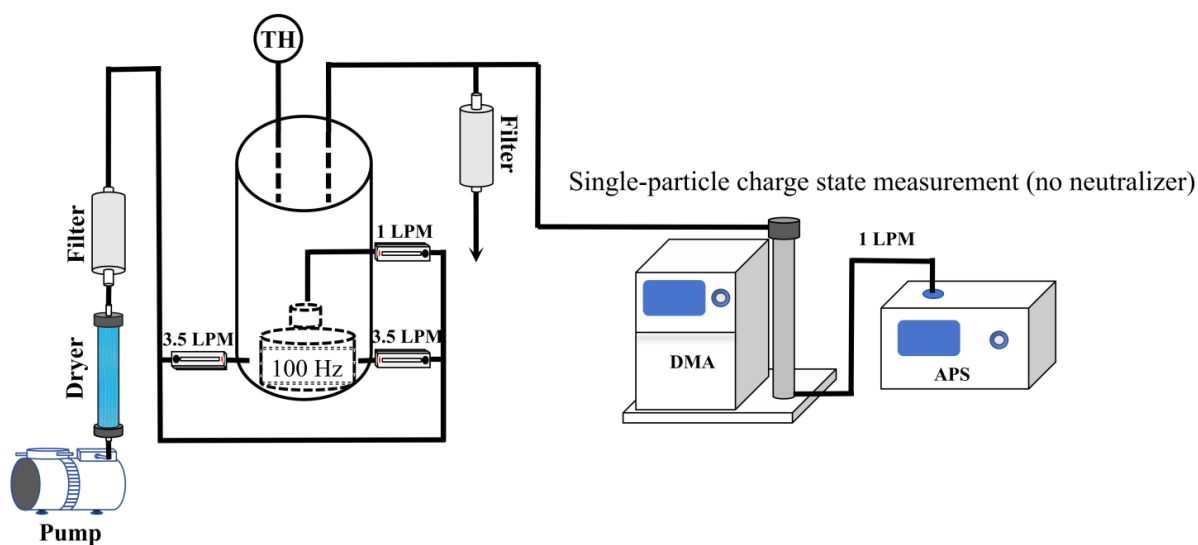 TH
Filter
Single-particle charge state measurement (no neutralizer)
Filter
1 LPM
1 LPM
3.5 LPM
3.5 LPM
100 Hz
Dryer
DMA
APS
Pump